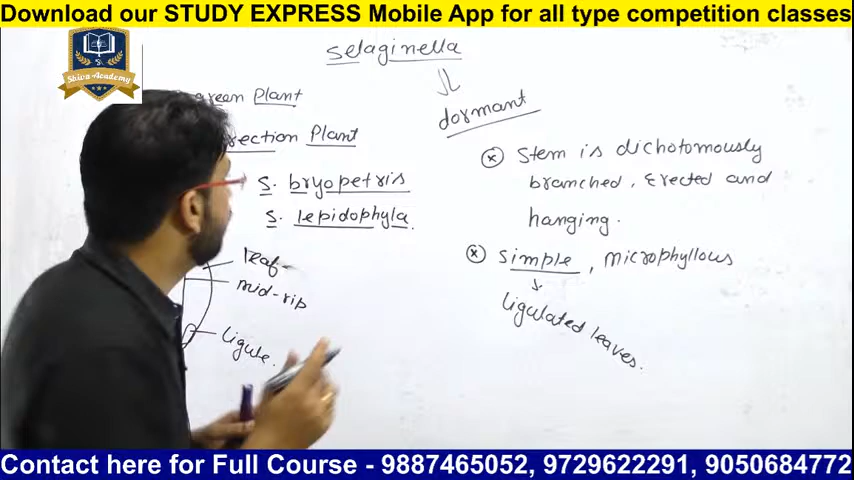 Download our STUDY EXPRESS Mobile App for all type competition classes
Shiva Academy
selaginella
green Plant
dormant
rection Plant
Stem is dichotomously
branched, Erected and
hanging.
S. bryopetris
S. lepidophyla.
simple, microphyllous
ligulated leaves.
leaf
mid-rib
ligule.
Contact here for Full Course - 9887465052, 9729622291, 9050684772